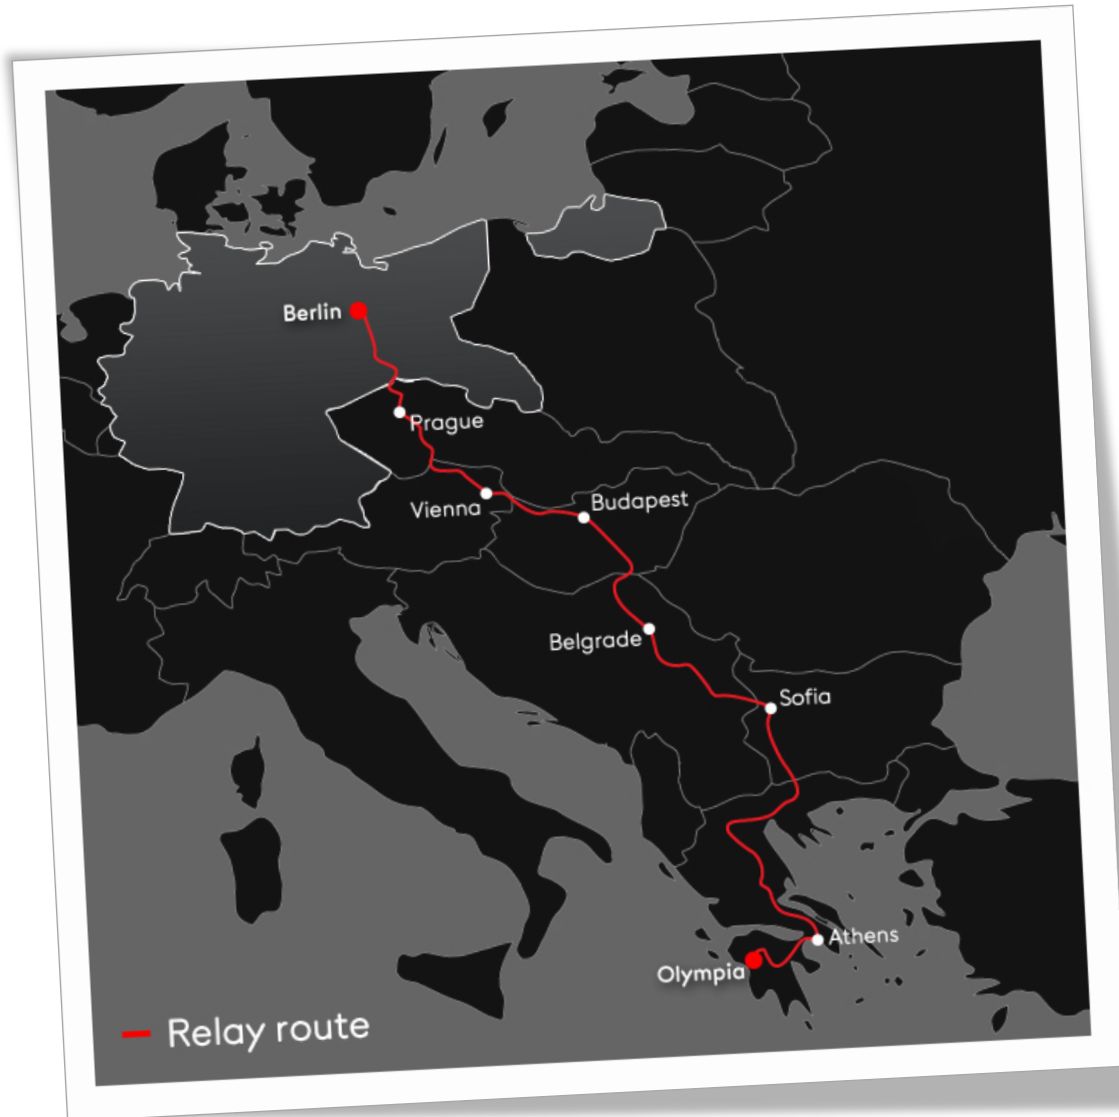 Berlin
Prague
Vienna
Budapest
Belgrade
Sofia
Athens
Olympia
Relay route